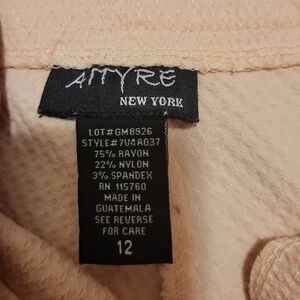 ATTYRE
NEW YORK
LOT#GM8926
STYLE#7V4A037
75% RAYON
22% NYLON
3% SPANDEX
RN 115760
MADE IN
GUATEMALA
SEE REVERSE
FOR CARE
12